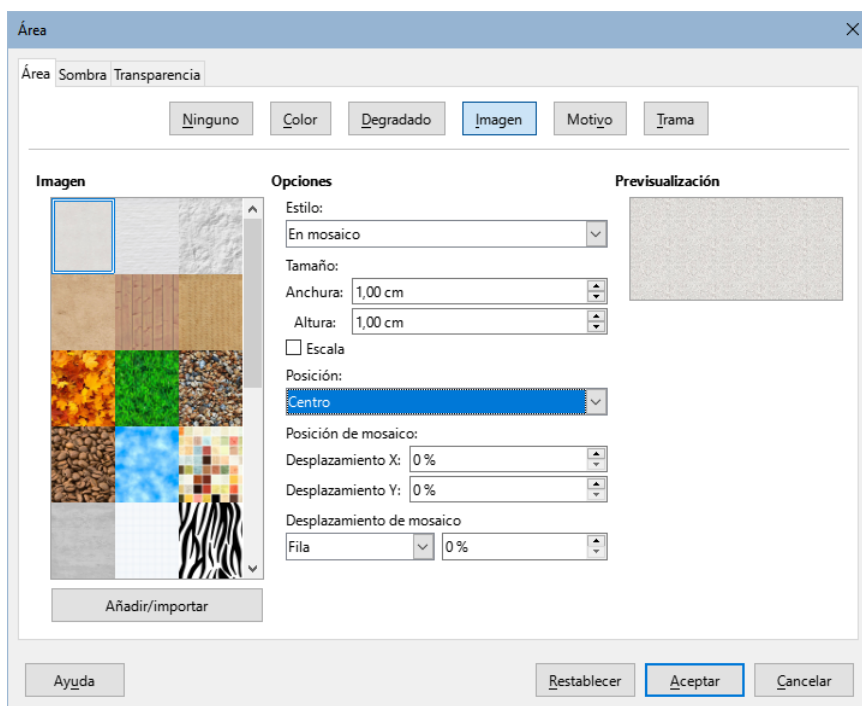 Área
Área Sombra Transparencia
Ninguno Color Degradado Imagen Motivo Trama
Imagen
Opciones
Previsualización
Estilo:
En mosaico
Tamaño:
Anchura: 1,00 cm
Altura: 1,00 cm
Escala
Posición:
Centro
Posición de mosaico:
Desplazamiento X: 0 %
Desplazamiento Y: 0 %
Desplazamiento de mosaico
Fila 0 %
Añadir/importar
Ayuda Restablecer Aceptar Cancelar